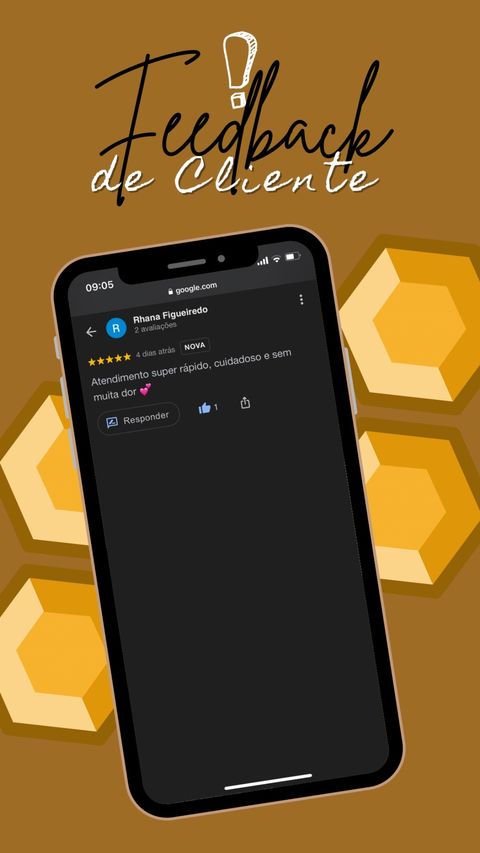 Feedback
de Cliente
09:05
google.com
R
Rhana Figueiredo
2 avaliações
4 dias atrás NOVA
Atendimento super rápido, cuidadoso e sem
muita dor 💕
Responder
1